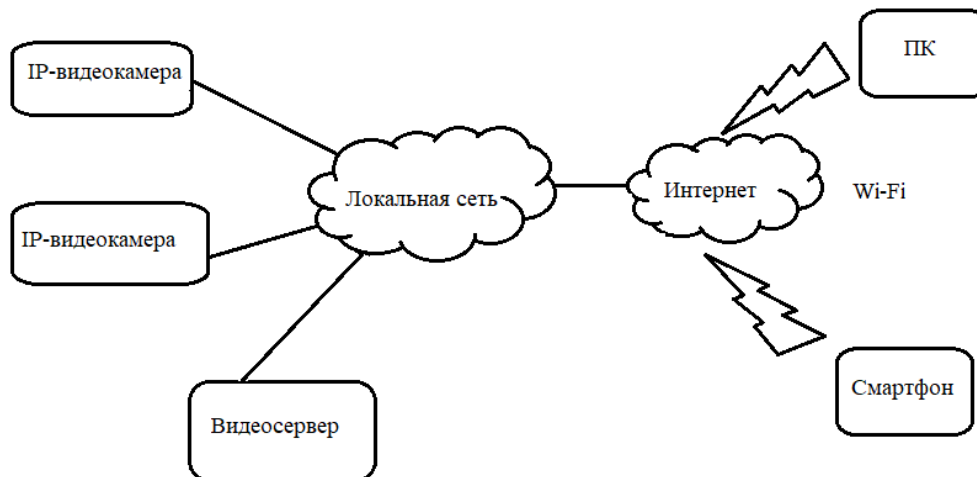 ПК
IP-видеокамера
Локальная сеть
Интернет
Wi-Fi
IP-видеокамера
Смартфон
Видеосервер